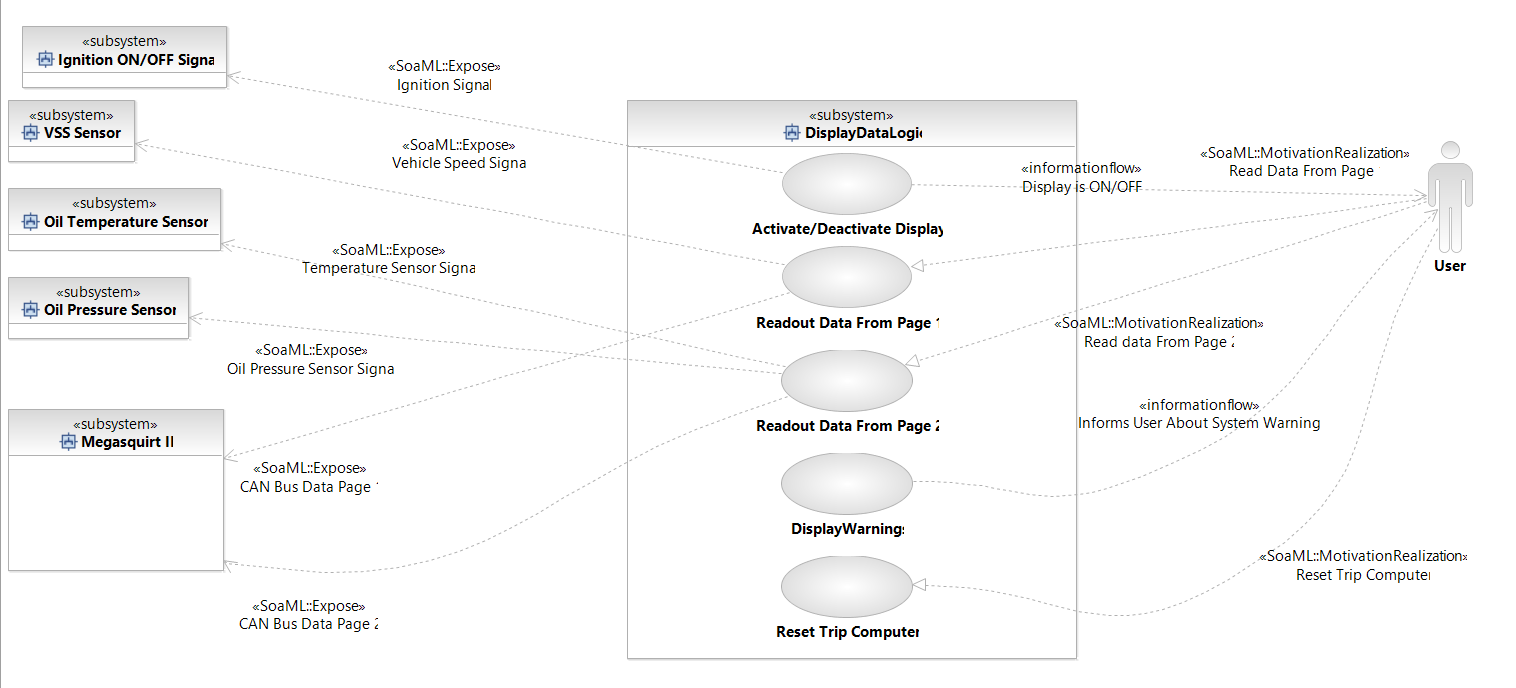 «subsystem»
Ignition ON/OFF Signa
«SoaML::Expose»
Ignition Signal
«subsystem»
VSS Sensor
«SoaML::Expose»
Vehicle Speed Signa
«subsystem»
Oil Temperature Sensor
«SoaML::Expose»
Temperature Sensor Signa
«subsystem»
Oil Pressure Sensor
«SoaML::Expose»
Oil Pressure Sensor Signa
«subsystem»
Megasquirt II
«SoaML::Expose»
CAN Bus Data Page 1
«SoaML::Expose»
CAN Bus Data Page 2
«subsystem»
DisplayDataLogic
Activate/Deactivate Display
Readout Data From Page 1
Readout Data From Page 2
DisplayWarnings
Reset Trip Computer
«informationflow»
Display is ON/OFF
«SoaML::MotivationRealization»
Read Data From Page
User
«SoaML::MotivationRealization»
Read data From Page 2
«informationflow»
Informs User About System Warning
«SoaML::MotivationRealization»
Reset Trip Computer